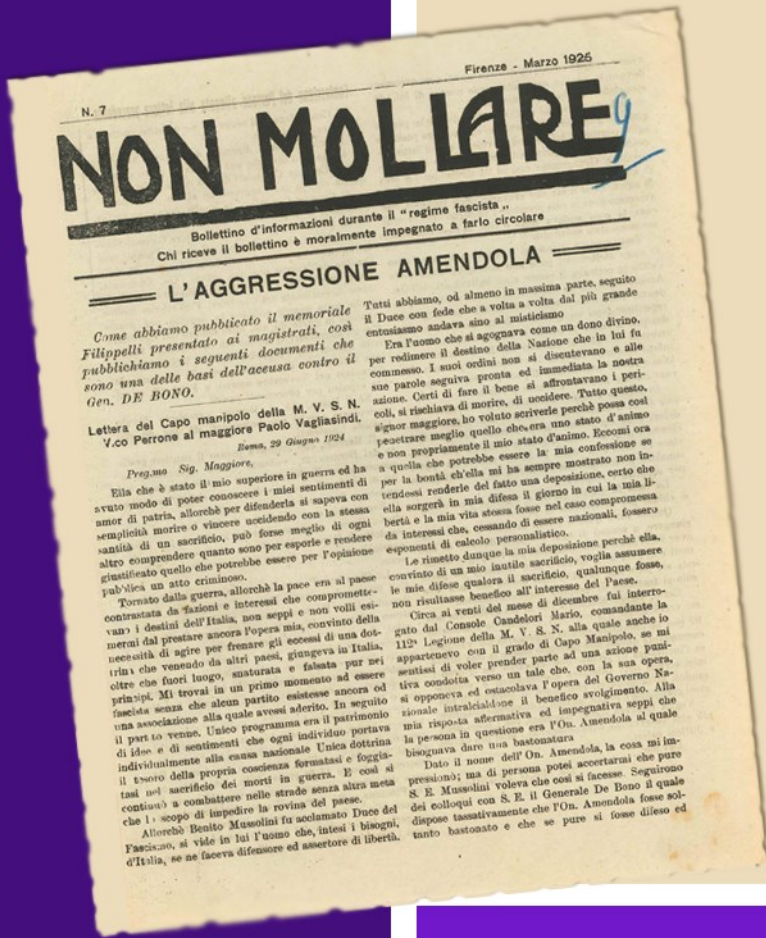 N. 7
Firenze - Marzo 1925
NON MOLLARE
9
Bollettino d'informazioni durante il "regime fascista „
Chi riceve il bollettino è moralmente impegnato a farlo circolare
L'AGGRESSIONE AMENDOLA
Come abbiamo pubblicato il memoriale
Filippelli presentato ai magistrati, così
pubblichiamo i seguenti documenti che
sono una delle basi dell'aceusa contro il
Gen. DE BONO.
Lettera del Capo manipolo della M. V. S. N.
V.co Perrone al maggiore Paolo Vagliasindi.
Roma, 29 Giugno 1924
Preg.mo Sig. Maggiore,
Ella che è stato il mio superiore in guerra ed ha
avuto modo di poter conoscere i miei sentimenti di
amor di patria, allorchè per difenderla si sapeva con
semplicità morire o vincere uccidendo con la stessa
santità di un sacrificio, può forse meglio di ogni
altro comprendere quanto sono per esporle e rendere
giustificato quello che potrebbe essere per l'opinione
pubblica un atto criminoso.
Tornato dalla guerra, allorchè la pace era al paese
contrastata da fazioni e interessi che compromette-
vano i destini dell'Italia, non seppi e non volli esi-
mermi dal prestare ancora l'opera mia, convinto della
necessità di agire per frenare gli eccessi di una dot-
trina che venendo da altri paesi, giungeva in Italia,
oltre che fuori luogo, snaturata e falsata pur nei
principi. Mi trovai in un primo momento ad essere
fascista senza che alcun partito esistesse ancora od
una associazione alla quale avessi aderito. In seguito
il partito venne. Unico programma era il patrimonio
di idee e di sentimenti che ogni individuo portava
individualmente alla causa nazionale Unica dottrina
il tesoro della propria coscienza formatasi e foggia-
tasi nel sacrificio dei morti in guerra. E così si
continuò a combattere nelle strade senza altra meta
che lo scopo di impedire la rovina del paese.
Allorchè Benito Mussolini fu acclamato Duce del
Fascismo, si vide in lui l'uomo che, intesi i bisogni,
d'Italia, se ne faceva difensore ed assertore di libertà.
Tutti abbiamo, od almeno in massima parte, seguito
il Duce con fede che a volta a volta dal più grande
entusiasmo andava sino al misticismo
Era l'uomo che si agognava come un dono divino,
per redimere il destino della Nazione che in lui fu
commesso. I suoi ordini non si discutevano e alle
sue parole seguiva pronta ed immediata la nostra
azione. Certi di fare il bene si affrontavano i peri-
coli, si rischiava di morire, di uccidere. Tutto questo,
signor maggiore, ho voluto scriverle perchè possa così
penetrare meglio quello che era uno stato d'animo
e non propriamente il mio stato d'animo. Eccomi ora
a quella che potrebbe essere la mia confessione se
per la bontà ch'ella mi ha sempre mostrato non in-
tendessi renderle del fatto una deposizione, certo che
ella sorgerà in mia difesa il giorno in cui la mia li-
bertà e la mia vita stessa fosse nel caso compromessa
da interessi che, cessando di essere nazionali, fossero
esponenti di calcolo personalistico.
Le rimetto dunque la mia deposizione perchè ella,
convinto di un mio inutile sacrificio, voglia assumere
le mie difese qualora il sacrificio, qualunque fosse,
non risultasse benefico all'interesse del Paese.
Circa ai venti del mese di dicembre fui interro-
gato dal Console Candelori Mario, comandante la
112ª Legione della M. V. S. N. alla quale anche io
appartenevo con il grado di Capo Manipolo, se mi
sentissi di voler prender parte ad una azione puni-
tiva condotta verso un tale che, con la sua opera,
si opponeva ed ostacolava l'opera del Governo Na-
zionale intralciandone il benefico svolgimento. Alla
mia risposta affermativa ed impegnativa seppi che
la persona in questione era l'On. Amendola al quale
bisognava dare una bastonatura
Dato il nome dell'On. Amendola, la cosa mi im-
pressionò; ma di persona potei accertarmi che pure
S. E. Mussolini voleva che così si facesse. Seguirono
dei colloqui con S. E. il Generale De Bono il quale
dispose tassativamente che l'On. Amendola fosse sol-
tanto bastonato e che se pure si fosse difeso ed